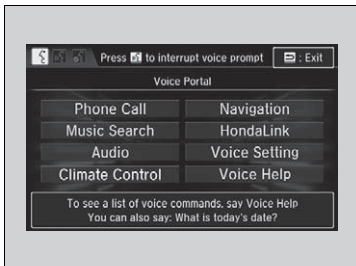 Press to interrupt voice prompt : Exit
Voice Portal
Phone Call Navigation
Music Search HondaLink
Audio Voice Setting
Climate Control Voice Help
To see a list of voice commands, say Voice Help
You can also say: What is today's date?